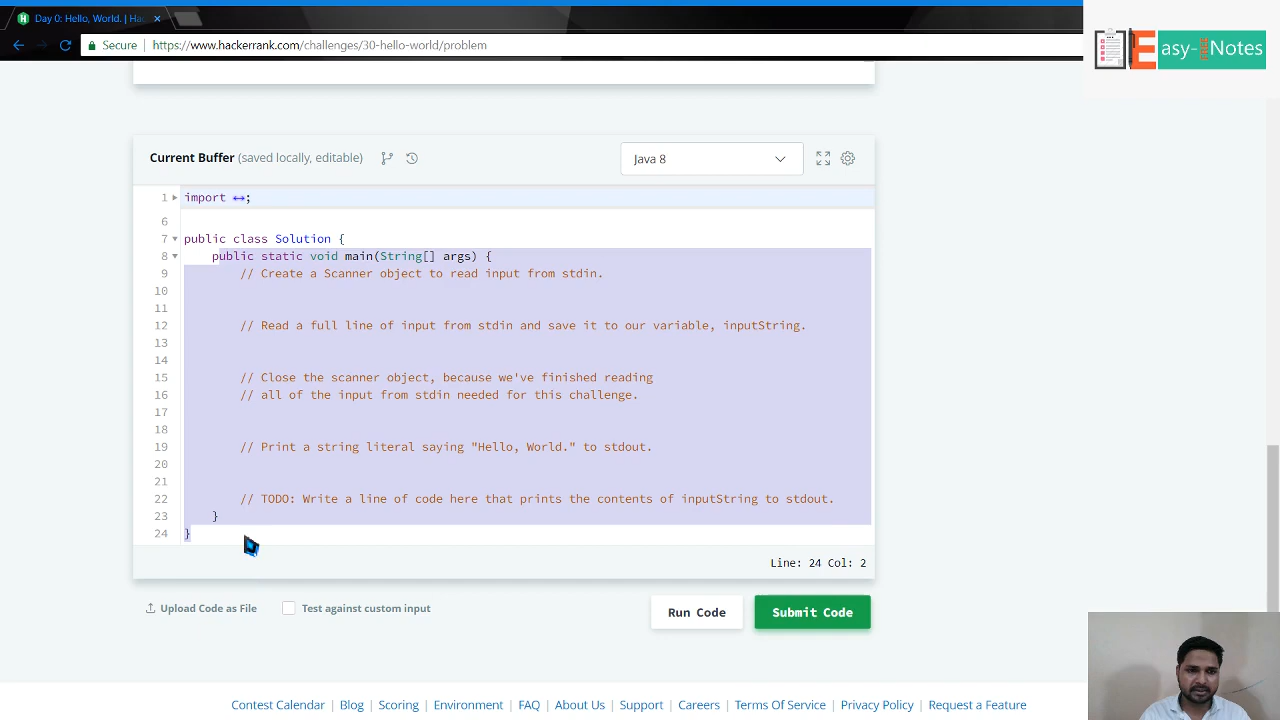 Day 0: Hello, World. | Ha
Secure
https://www.hackerrank.com/challenges/30-hello-world/problem
Easy-Notes
Current Buffer (saved locally, editable)
Java 8
1 import ↔;
6
7 public class Solution {
8 public static void main(String[] args) {
9 // Create a Scanner object to read input from stdin.
10
11
12 // Read a full line of input from stdin and save it to our variable, inputString.
13
14
15 // Close the scanner object, because we've finished reading
16 // all of the input from stdin needed for this challenge.
17
18
19 // Print a string literal saying "Hello, World." to stdout.
20
21
22 // TODO: Write a line of code here that prints the contents of inputString to stdout.
23 }
24 }
Line: 24 Col: 2
Upload Code as File
Test against custom input
Run Code
Submit Code
Contest Calendar
Blog
Scoring
Environment
FAQ
About Us
Support
Careers
Terms Of Service
Privacy Policy
Request a Feature